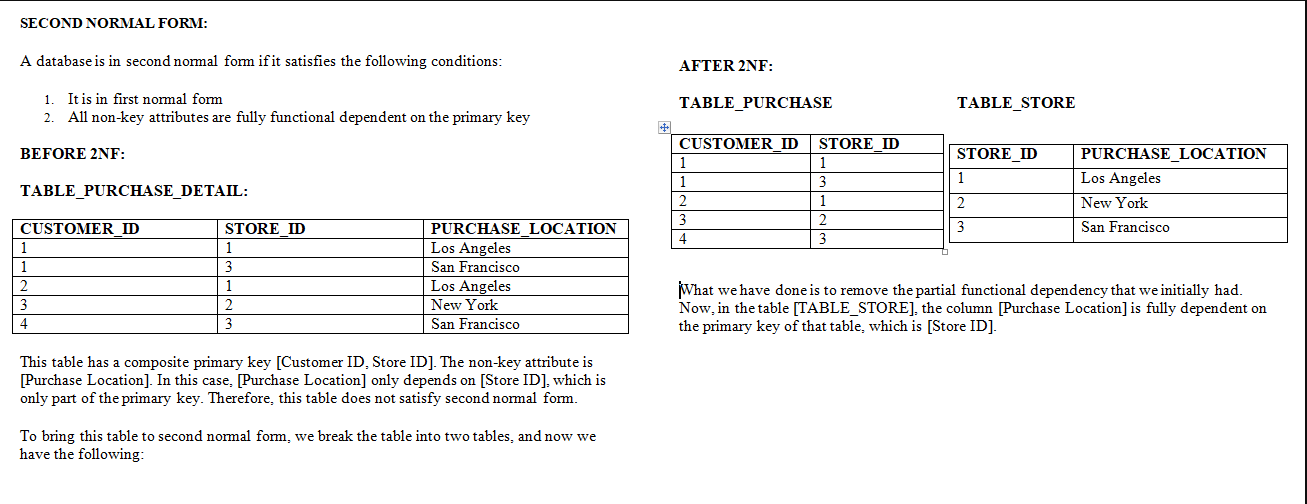 SECOND NORMAL FORM:
A database is in second normal form if it satisfies the following conditions:
1. It is in first normal form
2. All non-key attributes are fully functional dependent on the primary key
BEFORE 2NF:
TABLE_PURCHASE_DETAIL:
CUSTOMER_ID STORE_ID PURCHASE_LOCATION
1 1 Los Angeles
1 3 San Francisco
2 1 Los Angeles
3 2 New York
4 3 San Francisco
This table has a composite primary key [Customer ID, Store ID]. The non-key attribute is
[Purchase Location]. In this case, [Purchase Location] only depends on [Store ID], which is
only part of the primary key. Therefore, this table does not satisfy second normal form.
To bring this table to second normal form, we break the table into two tables, and now we
have the following:
AFTER 2NF:
TABLE_PURCHASE
CUSTOMER_ID STORE_ID
1 1
1 3
2 1
3 2
4 3
TABLE_STORE
STORE_ID PURCHASE_LOCATION
1 Los Angeles
2 New York
3 San Francisco
What we have done is to remove the partial functional dependency that we initially had.
Now, in the table [TABLE_STORE], the column [Purchase Location] is fully dependent on
the primary key of that table, which is [Store ID].